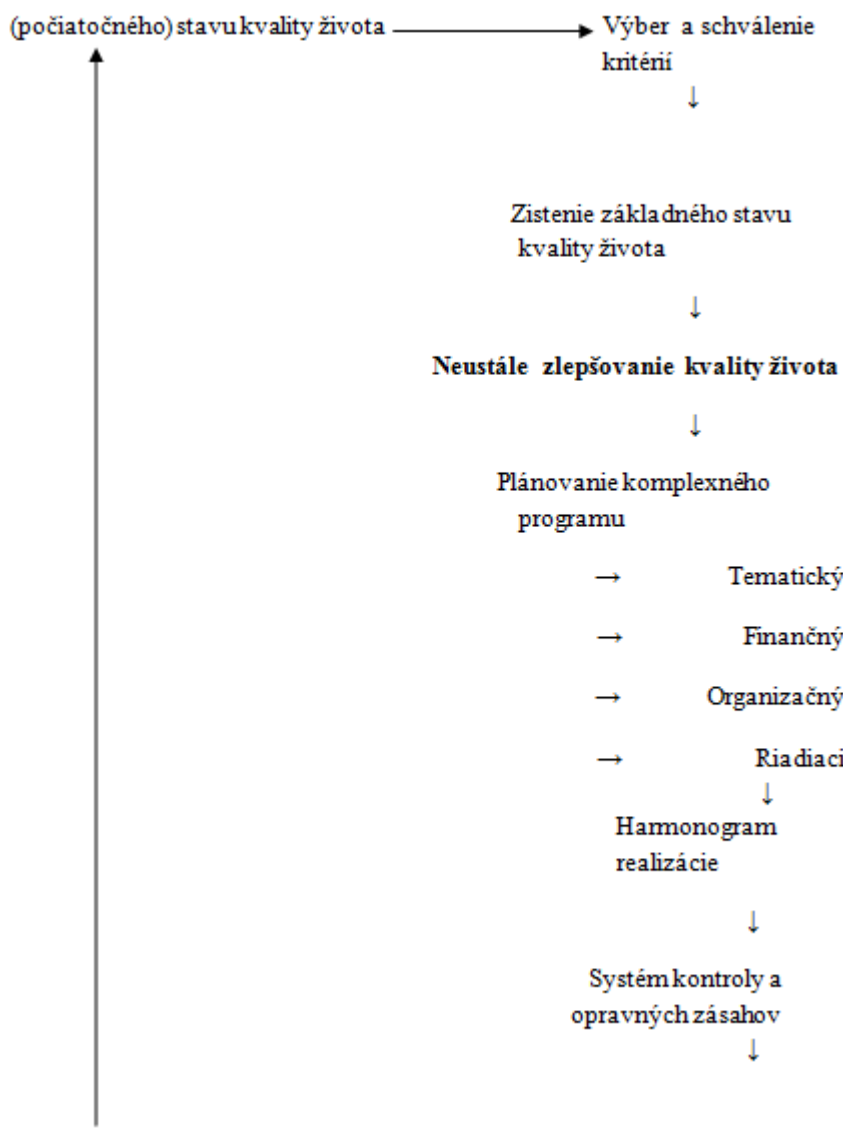 (počiatočného) stavu kvality života → Výber a schválenie
kritérií
↓
Zistenie základného stavu
kvality života
↓
Neustále zlepšovanie kvality života
↓
Plánovanie komplexného
programu
→ Tematický
→ Finančný
→ Organizačný
→ Riadiaci
↓
Harmonogram
realizácie
↓
Systém kontroly a
opravných zásahov
↓